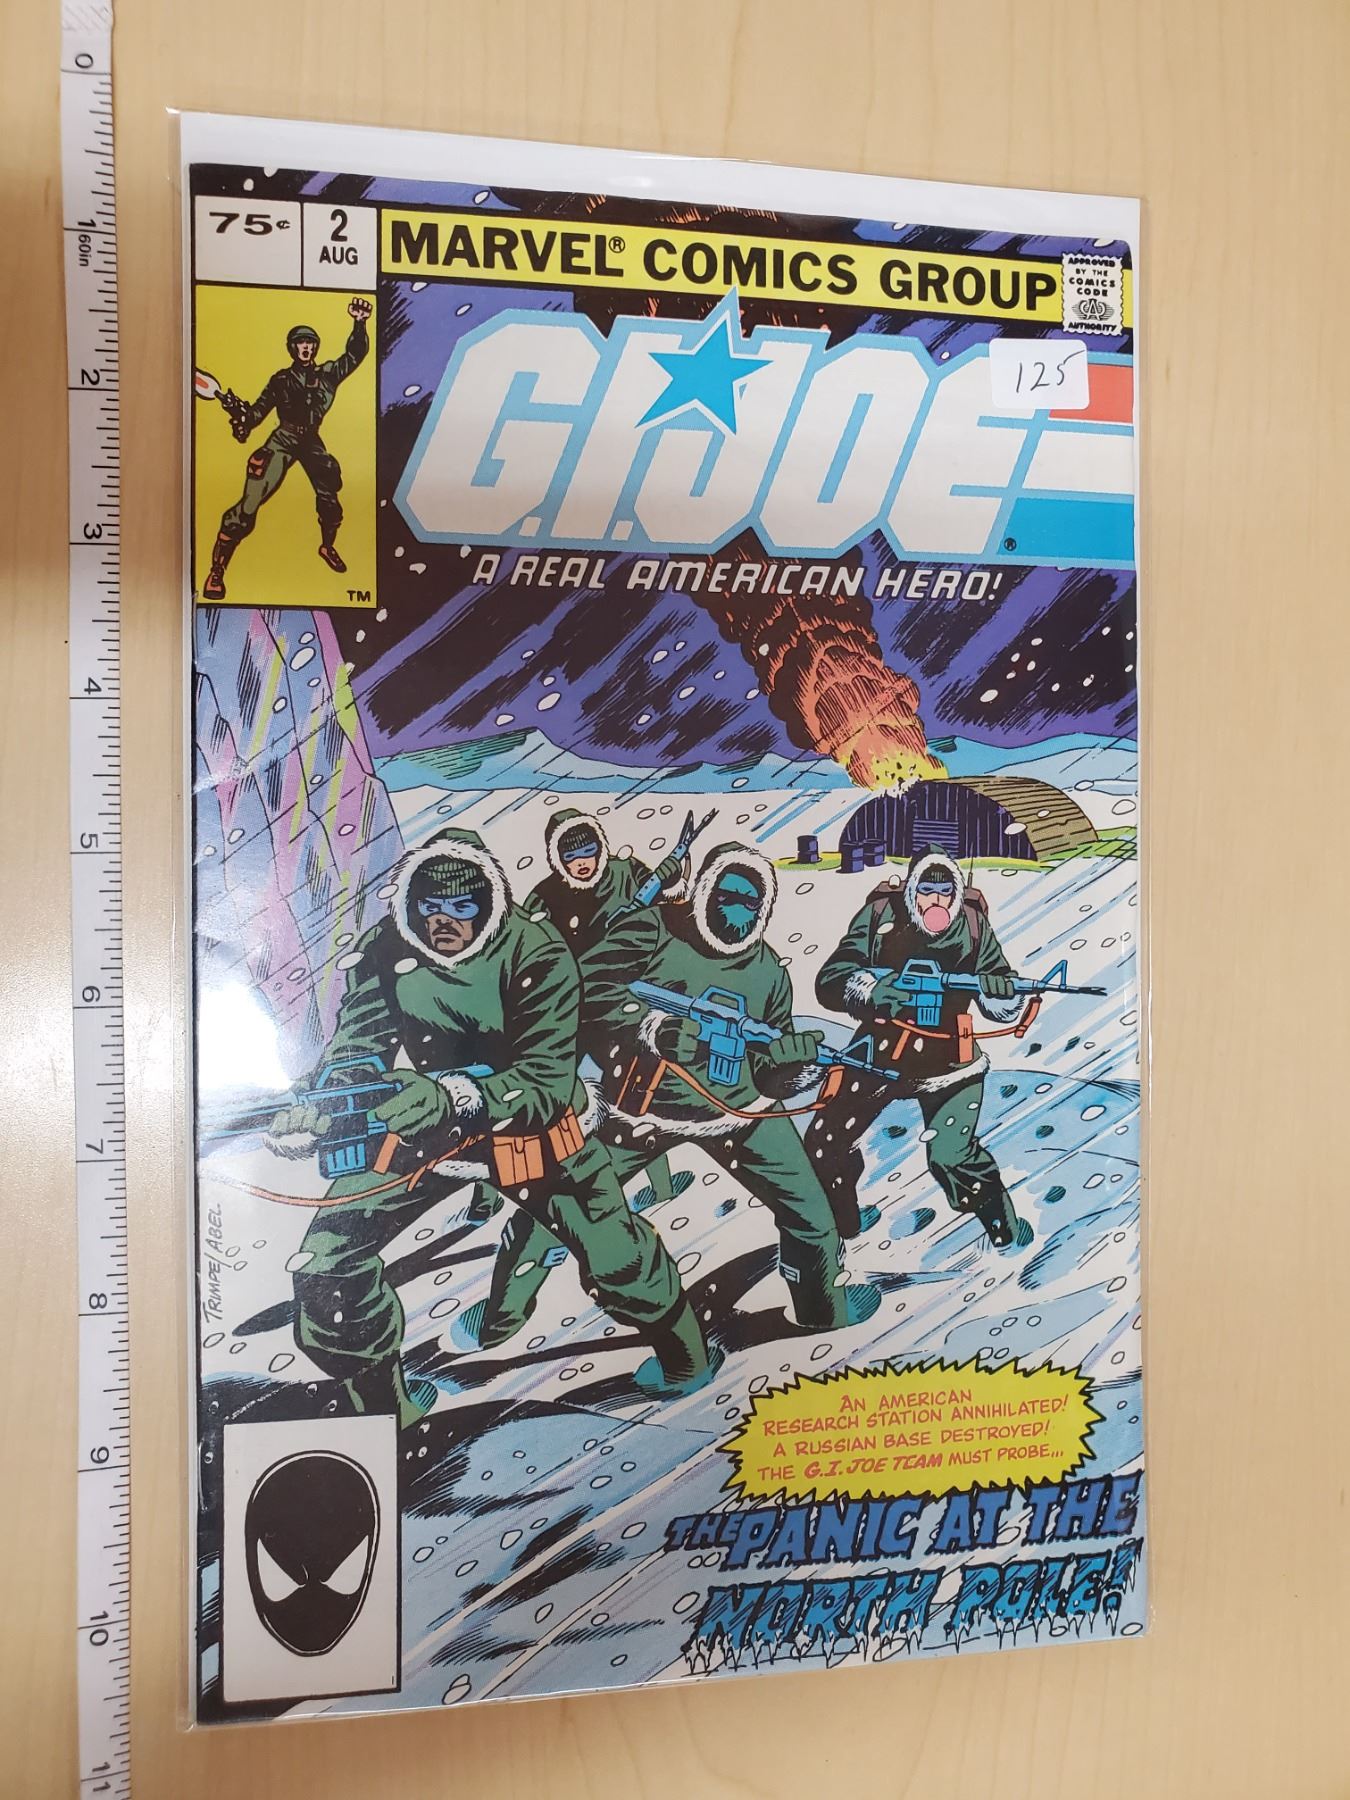 0
1
60in
2
3
4
5
6
7
8
9
10
11
75¢
2
AUG
MARVEL® COMICS GROUP
APPROVED
BY THE
COMICS
CODE
CA
AUTHORITY
125
G.I. JOE®
A REAL AMERICAN HERO!
TM
TRIMPE/ABEL
AN AMERICAN
RESEARCH STATION ANNIHILATED!
A RUSSIAN BASE DESTROYED!
THE G.I. JOE TEAM MUST PROBE...
THE PANIC AT THE
NORTH POLE!